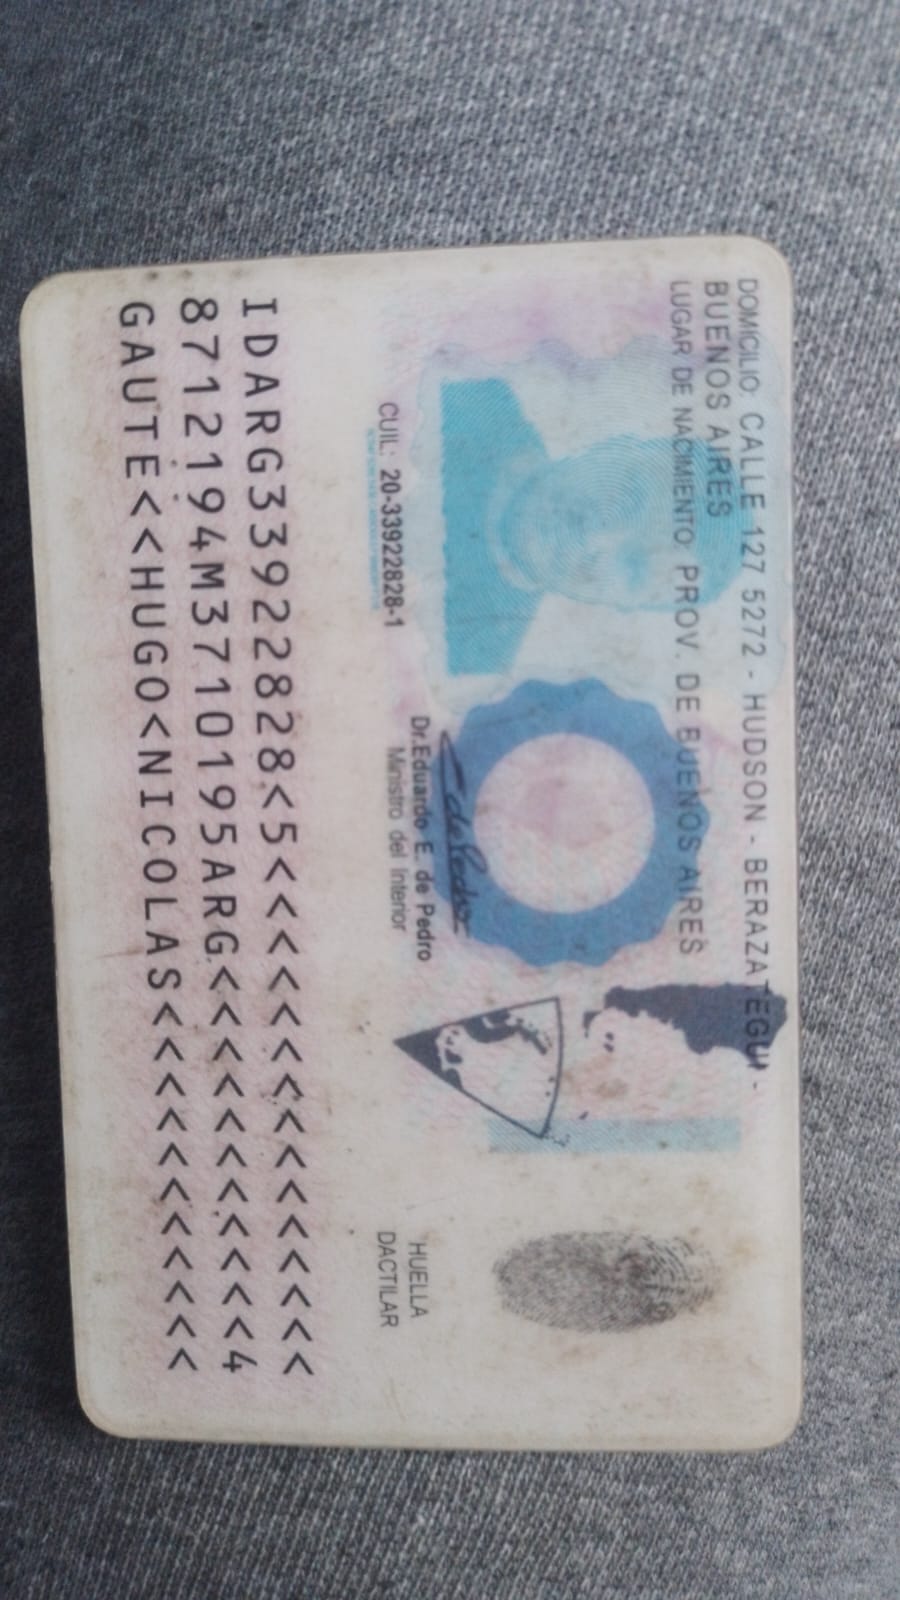 DOMICILIO: CALLE 127 5272 - HUDSON - BERAZATEGUI -
BUENOS AIRES
LUGAR DE NACIMIENTO: PROV. DE BUENOS AIRES
Dr. Eduardo E. de Pedro
Ministro del Interior
CUIL: 20-33922828-1
HUELLA
DACTILAR
IDARG33922828<5<<<<<<<<<<<<<<<
8712194M3710195ARG<<<<<<<<<<<4
GAUTE<<HUGO<NICOLAS<<<<<<<<<<<